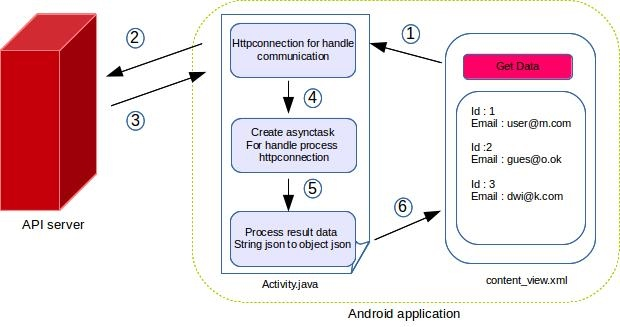 1
2
3
Httpconnection for handle
communication
Get Data
4
Create asynctask
For handle process
httpconnection
5
Process result data
String json to object json
6
Id : 1
Email : user@m.com
Id :2
Email : gues@o.ok
Id : 3
Email : dwi@k.com
API server
Activity.java
content_view.xml
Android application